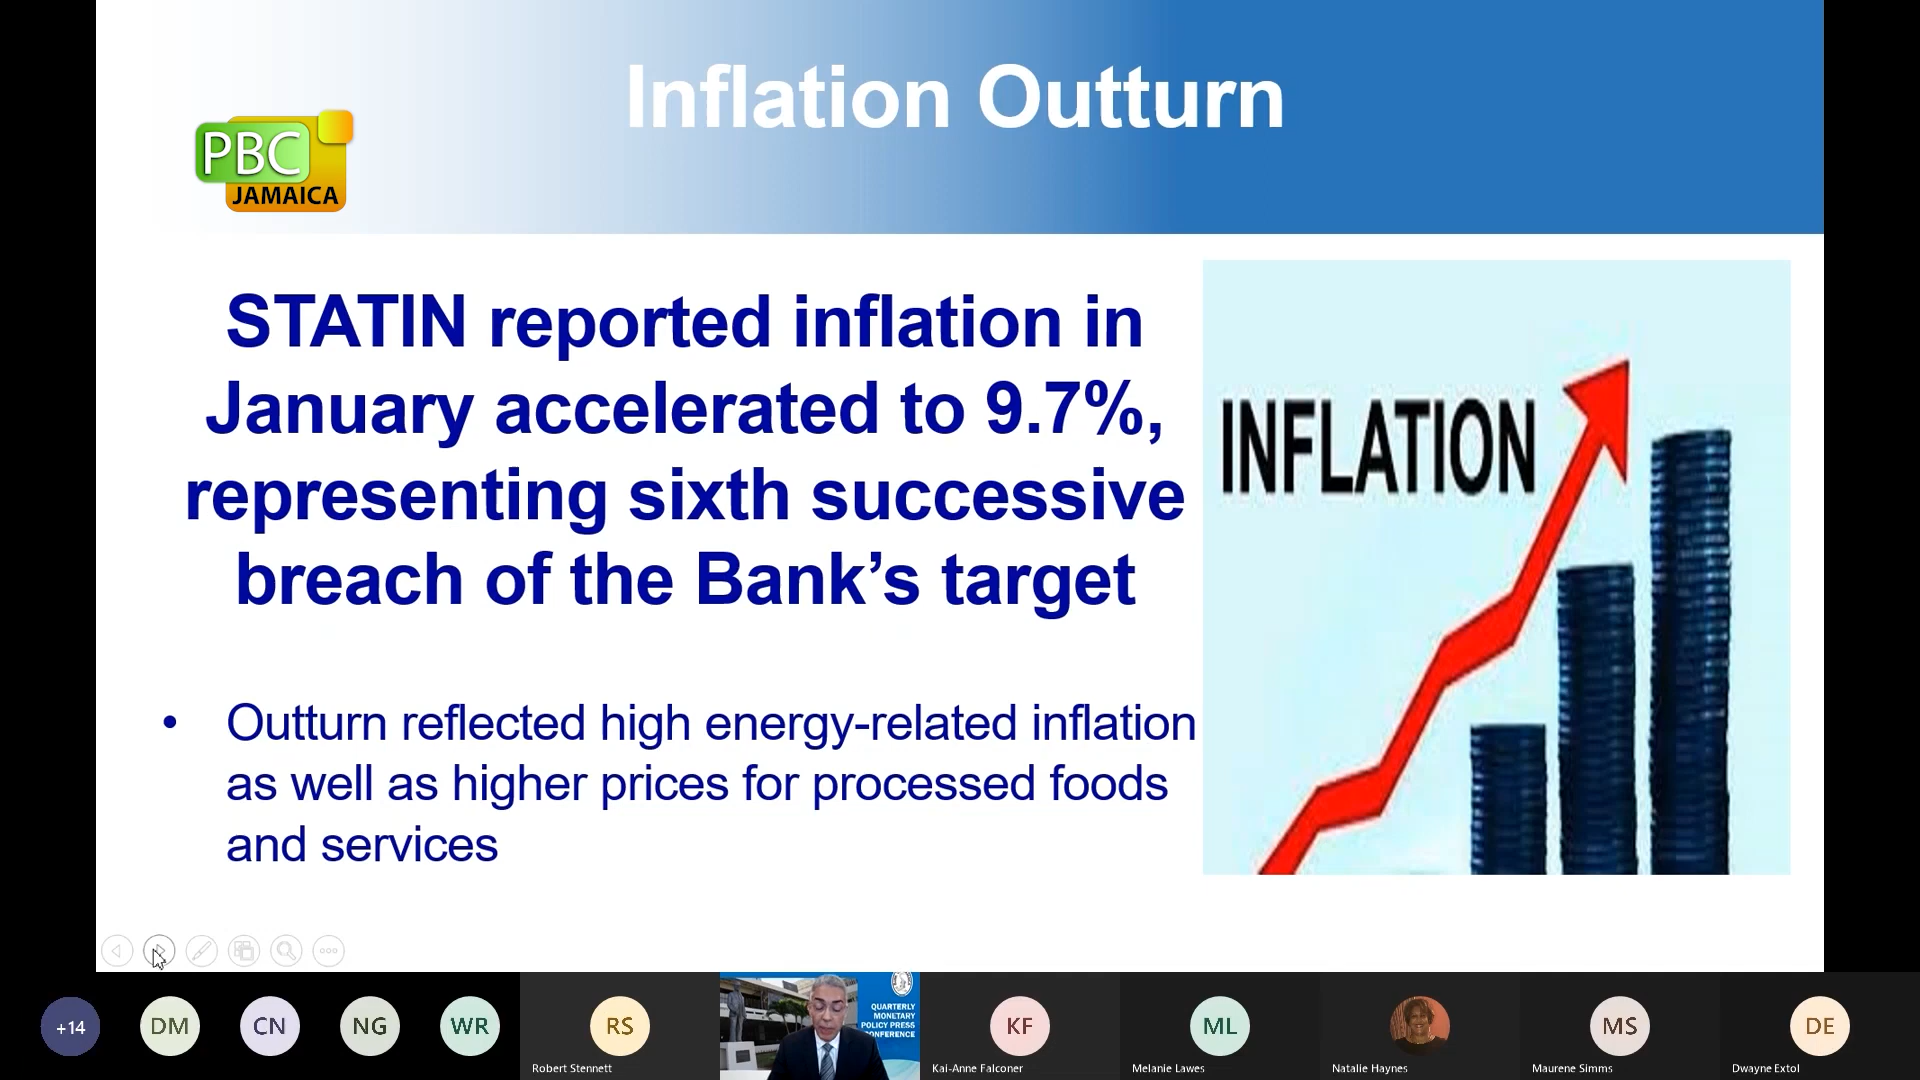 Inflation Outturn
PBC
JAMAICA
STATIN reported inflation in
January accelerated to 9.7%,
representing sixth successive
breach of the Bank’s target
INFLATION
• Outturn reflected high energy-related inflation
as well as higher prices for processed foods
and services
+14
DM
CN
NG
WR
RS
Robert Stennett
QUARTERLY
MONETARY
POLICY PRESS
CONFERENCE
KF
Kai-Anne Falconer
ML
Melanie Lawes
Natalie Haynes
MS
Maurene Simms
DE
Dwayne Extol